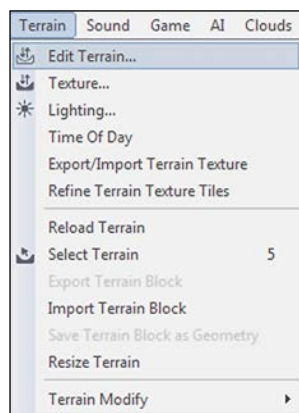 Terrain Sound Game AI Clouds
Edit Terrain...
Texture...
Lighting...
Time Of Day
Export/Import Terrain Texture
Refine Terrain Texture Tiles
Reload Terrain
Select Terrain 5
Export Terrain Block
Import Terrain Block
Save Terrain Block as Geometry
Resize Terrain
Terrain Modify